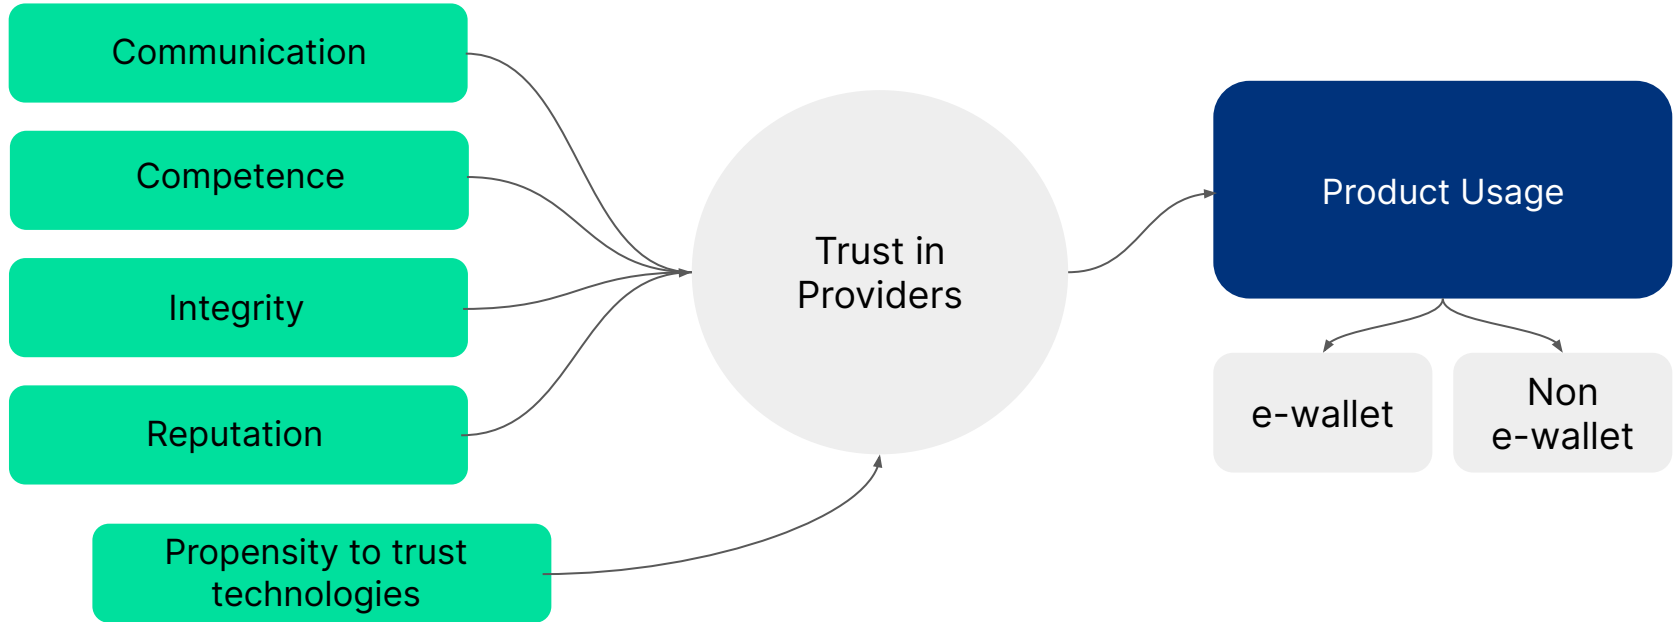 Communication
Competence
Integrity
Reputation
Propensity to trust
technologies
Trust in
Providers
Product Usage
e-wallet
Non
e-wallet